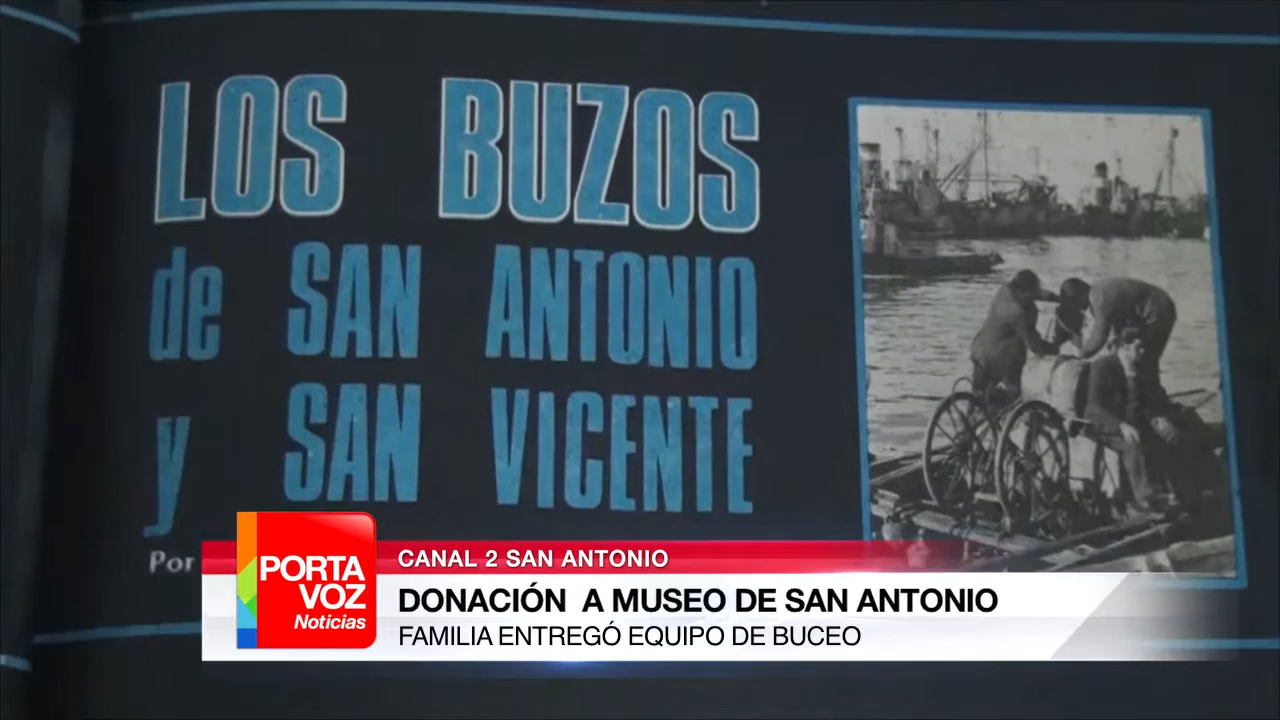 LOS BUZOS
de SAN ANTONIO
y SAN VICENTE
Por
PORTA
VOZ
Noticias
CANAL 2 SAN ANTONIO
DONACIÓN A MUSEO DE SAN ANTONIO
FAMILIA ENTREGÓ EQUIPO DE BUCEO